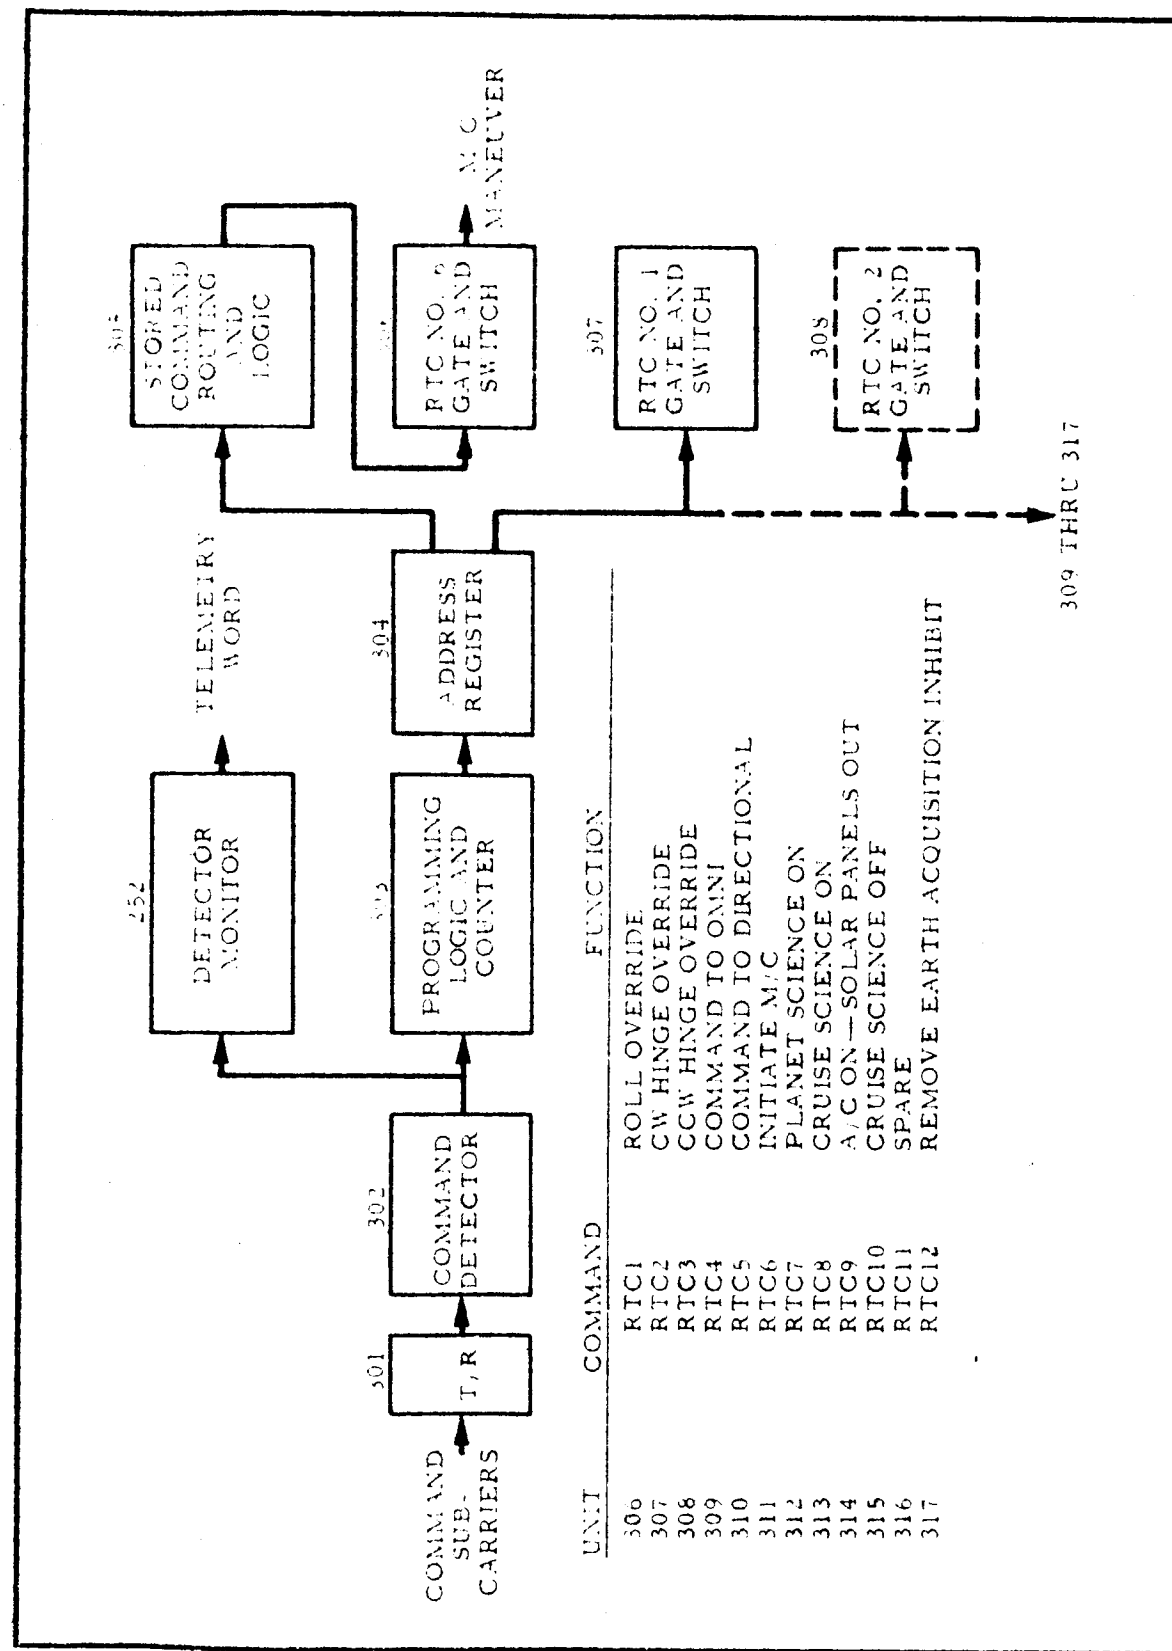 COMMAND
SUB-
CARRIERS
301
T/R
302
COMMAND
DETECTOR
252
DETECTOR
MONITOR
TELEMETRY
WORD
303
PROGRAMMING
LOGIC AND
COUNTER
304
ADDRESS
REGISTER
STORED
COMMAND
ROUTING
AND
LOGIC
RTC NO.
GATE AND
SWITCH
M C
MANEUVER
307
RTC NO. 1
GATE AND
SWITCH
308
RTC NO. 2
GATE AND
SWITCH
309 THRU 317
UNIT COMMAND FUNCTION
306 RTC1 ROLL OVERRIDE
307 RTC2 CW HINGE OVERRIDE
308 RTC3 CCW HINGE OVERRIDE
309 RTC4 COMMAND TO OMNI
310 RTC5 COMMAND TO DIRECTIONAL
311 RTC6 INITIATE M/C
312 RTC7 PLANET SCIENCE ON
313 RTC8 CRUISE SCIENCE ON
314 RTC9 A/C ON—SOLAR PANELS OUT
315 RTC10 CRUISE SCIENCE OFF
316 RTC11 SPARE
317 RTC12 REMOVE EARTH ACQUISITION INHIBIT